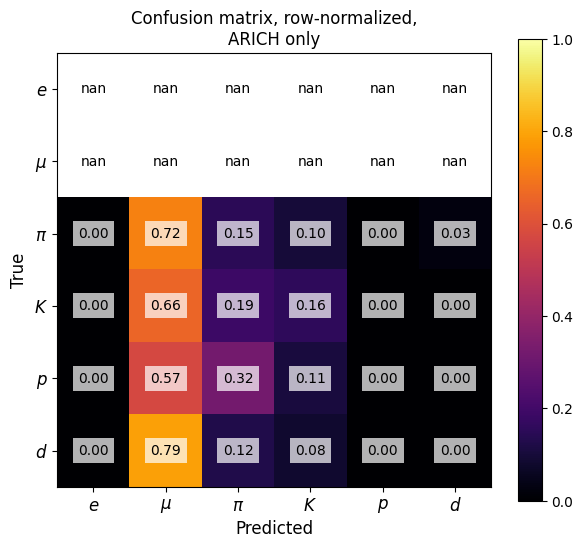 Confusion matrix, row-normalized,
ARICH only
e nan nan nan nan nan nan
μ nan nan nan nan nan nan
π 0.00 0.72 0.15 0.10 0.00 0.03
K 0.00 0.66 0.19 0.16 0.00 0.00
p 0.00 0.57 0.32 0.11 0.00 0.00
d 0.00 0.79 0.12 0.08 0.00 0.00
e μ π K p d
True
Predicted
1.0
0.8
0.6
0.4
0.2
0.0